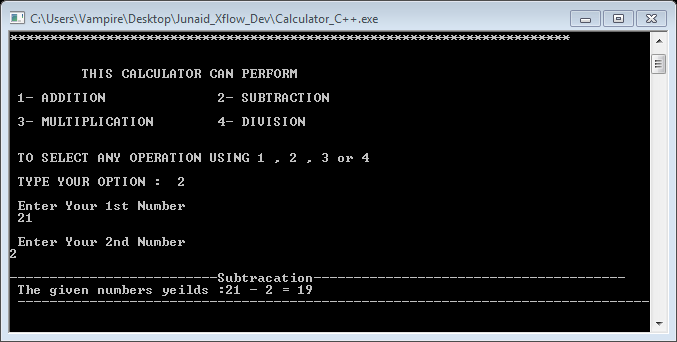 C:\Users\Vampire\Desktop\Junaid_Xflow_Dev\Calculator_C++.exe
**********************************************************************
THIS CALCULATOR CAN PERFORM
1- ADDITION 2- SUBTRACTION
3- MULTIPLICATION 4- DIVISION
TO SELECT ANY OPERATION USING 1 , 2 , 3 or 4
TYPE YOUR OPTION : 2
Enter Your 1st Number
21
Enter Your 2nd Number
2
--------------------------Subtracation---------------------------------------
The given numbers yeilds :21 - 2 = 19
-------------------------------------------------------------------------------